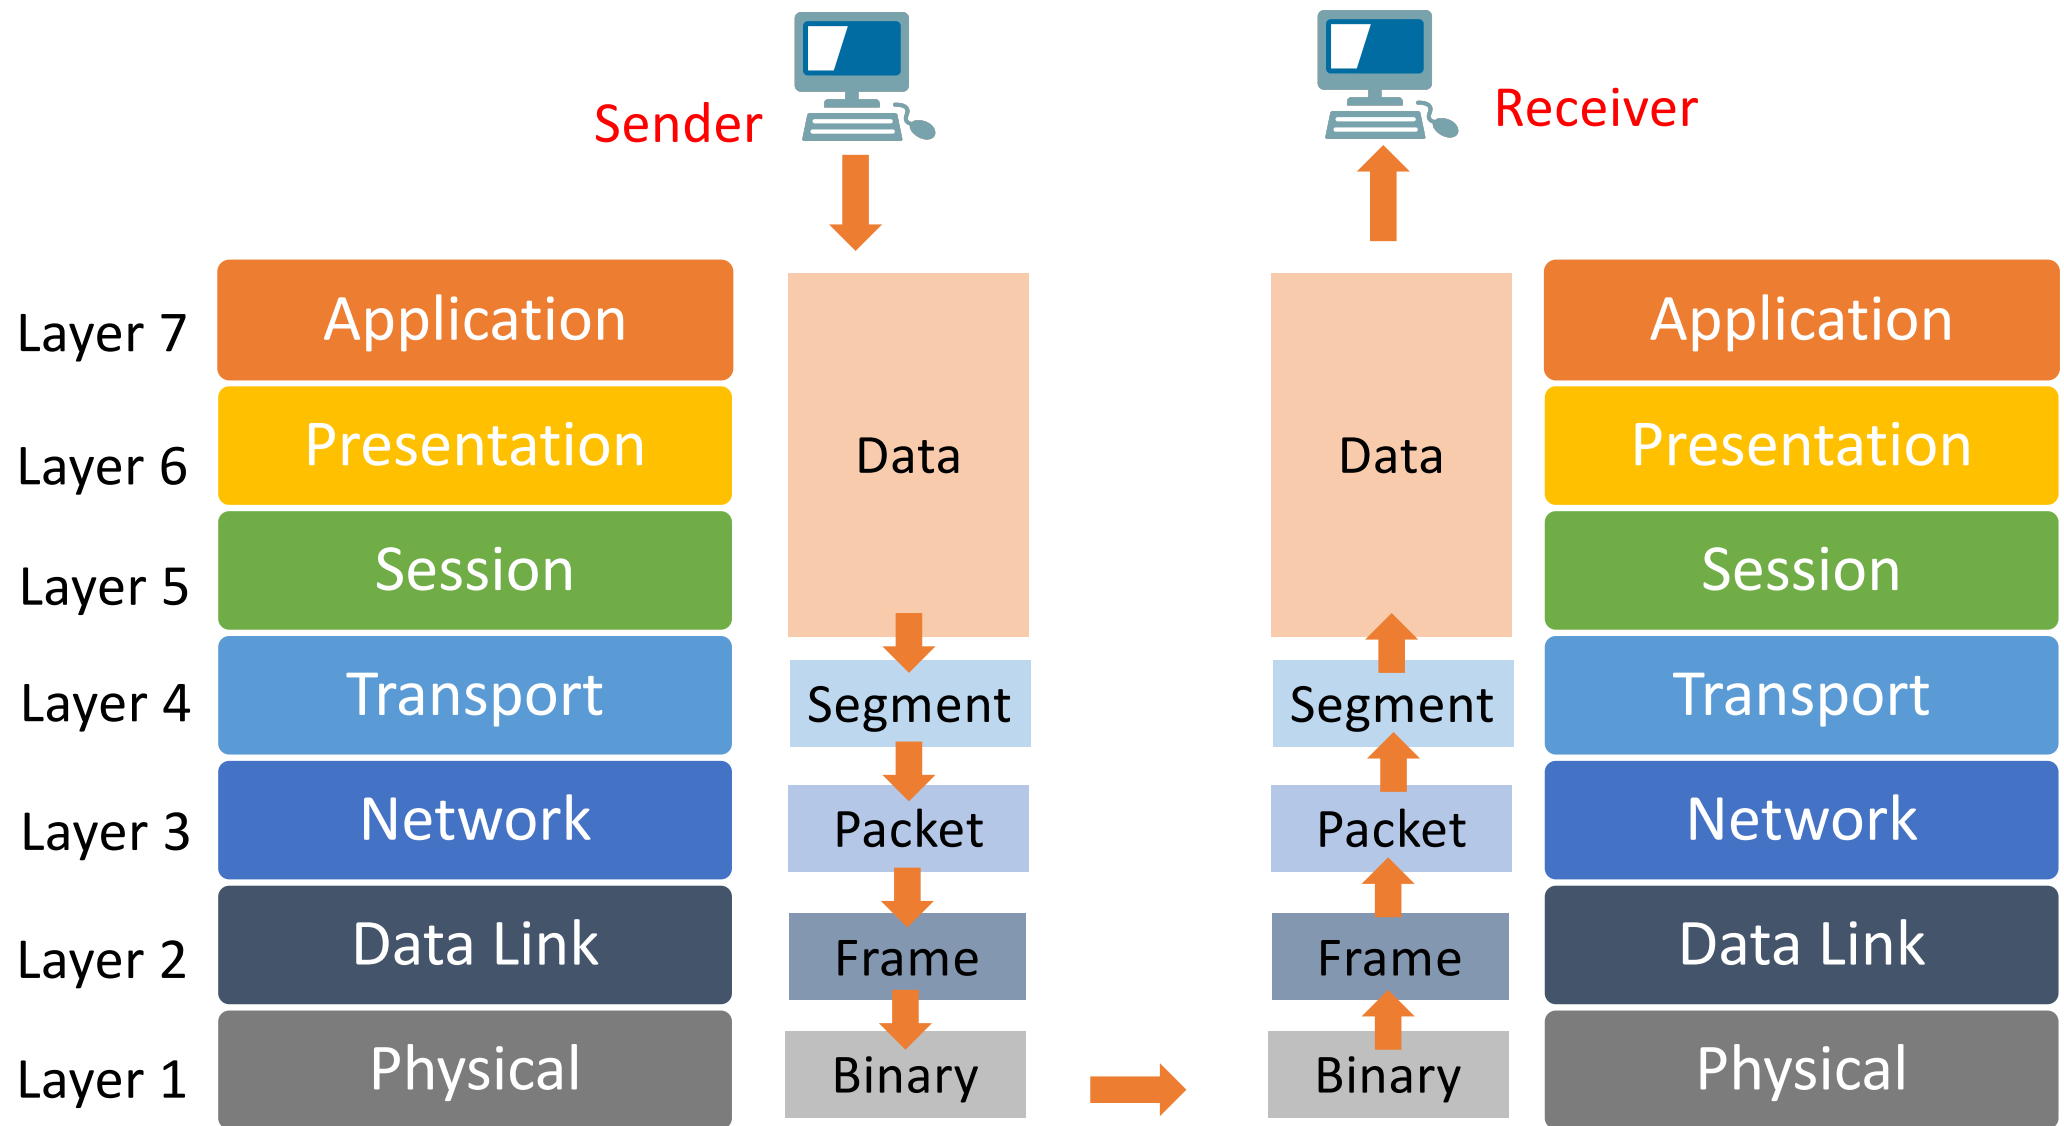 Sender
Receiver
Layer 7
Application
Data
Data
Application
Layer 6
Presentation
Presentation
Layer 5
Session
Session
Layer 4
Transport
Segment
Segment
Transport
Layer 3
Network
Packet
Packet
Network
Layer 2
Data Link
Frame
Frame
Data Link
Layer 1
Physical
Binary
Binary
Physical